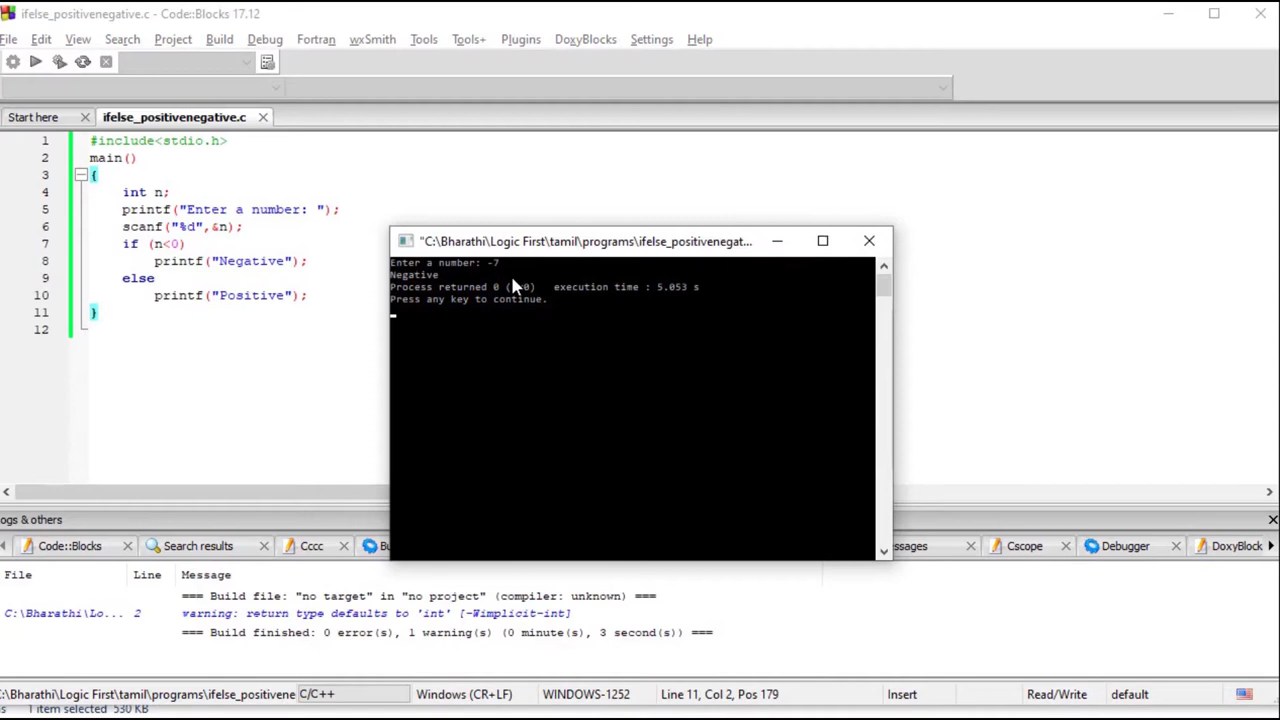 ifelse_positivenegative.c - Code::Blocks 17.12
File Edit View Search Project Build Debug Fortran wxSmith Tools Tools+ Plugins DoxyBlocks Settings Help
Start here ifelse_positivenegative.c
1 #include<stdio.h>
2 main()
3 {
4 int n;
5 printf("Enter a number: ");
6 scanf("%d",&n);
7 if (n<0)
8 printf("Negative");
9 else
10 printf("Positive");
11 }
12
"C:\Bharathi\Logic First\tamil\programs\ifelse_positivenegat...
Enter a number: -7
Negative
Process returned 0 execution time : 5.053 s
Press any key to continue.
ogs & others
Code::Blocks Search results Cccc Bu ssages Cscope Debugger DoxyBlock
File Line Message
=== Build file: "no target" in "no project" (compiler: unknown) ===
C:\Bharathi\Lo... 2 warning: return type defaults to 'int' [-Wimplicit-int]
=== Build finished: 0 error(s), 1 warning(s) (0 minute(s), 3 second(s)) ===
C:\Bharathi\Logic First\tamil\programs\ifelse_positivene C/C++ Windows (CR+LF) WINDOWS-1252 Line 11, Col 2, Pos 179 Insert Read/Write default
s 1 item selected 530 KB